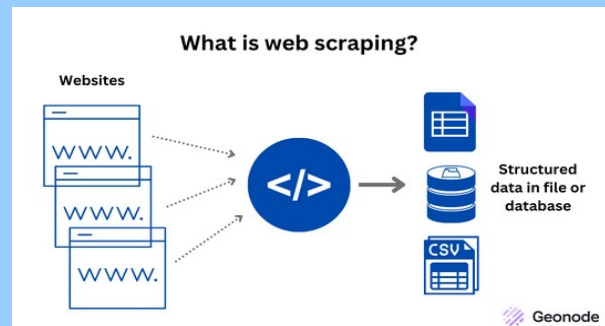 What is web scraping?
Websites
www.
www.
www.
</>
Structured
data in file or
database
CSV
Geonode